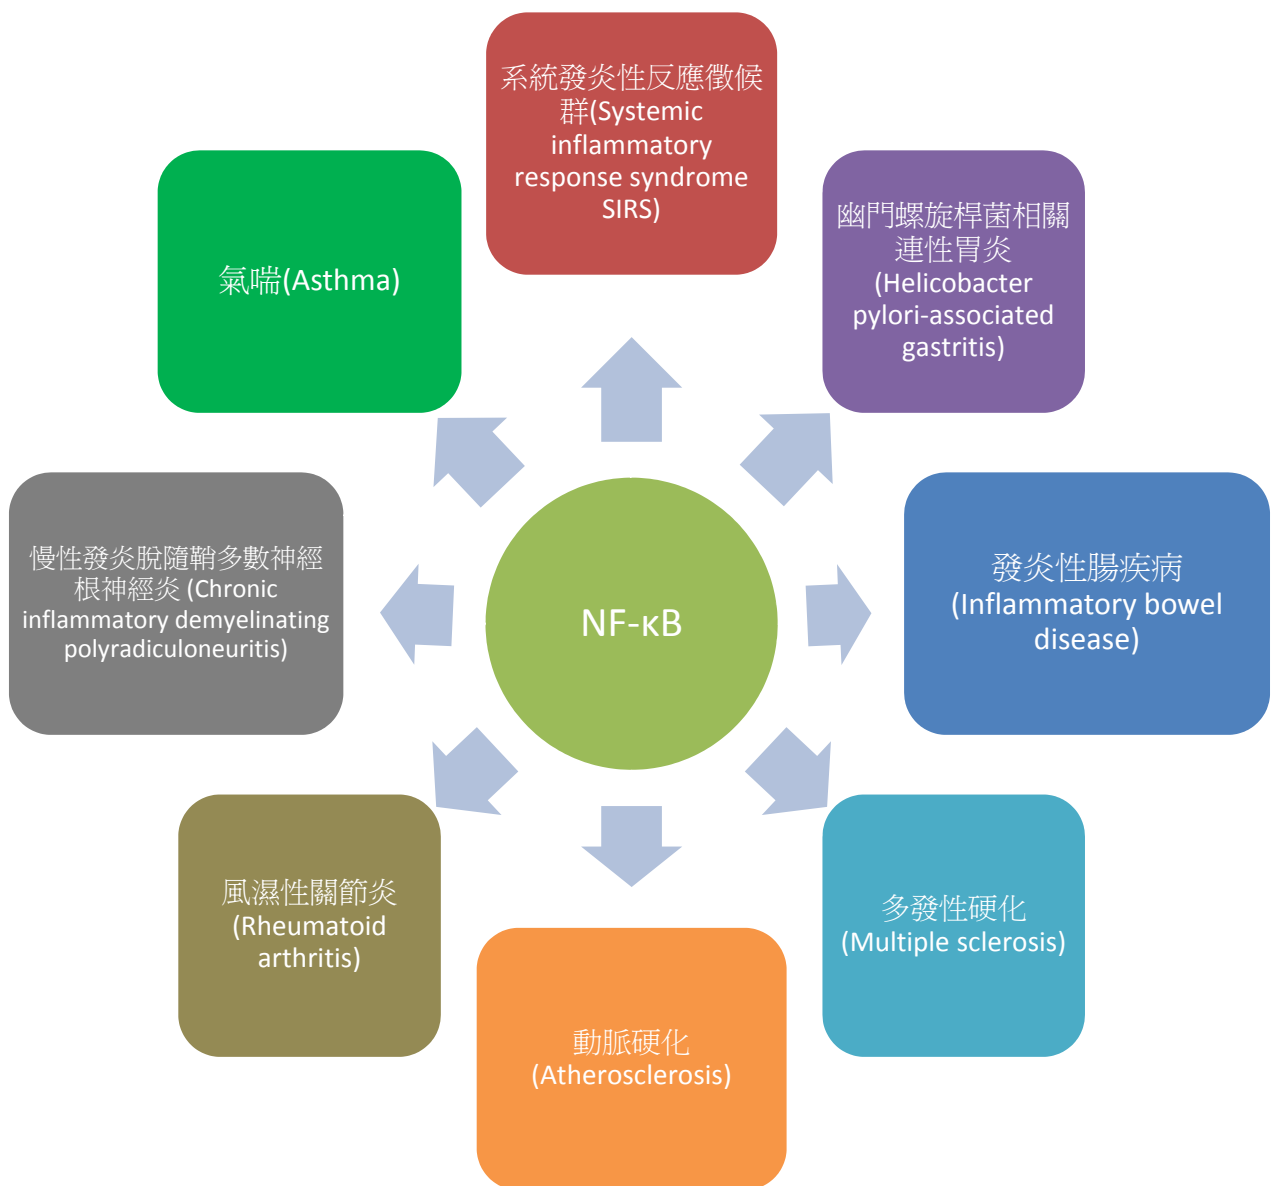 系統發炎性反應徵候
群(Systemic
inflammatory
response syndrome
SIRS)
幽門螺旋桿菌相關
連性胃炎
(Helicobacter
pylori-associated
gastritis)
發炎性腸疾病
(Inflammatory bowel
disease)
多發性硬化
(Multiple sclerosis)
動脈硬化
(Atherosclerosis)
風濕性關節炎
(Rheumatoid
arthritis)
慢性發炎脫隨鞘多數神經
根神經炎 (Chronic
inflammatory demyelinating
polyradiculoneuritis)
氣喘(Asthma)
NF-κB